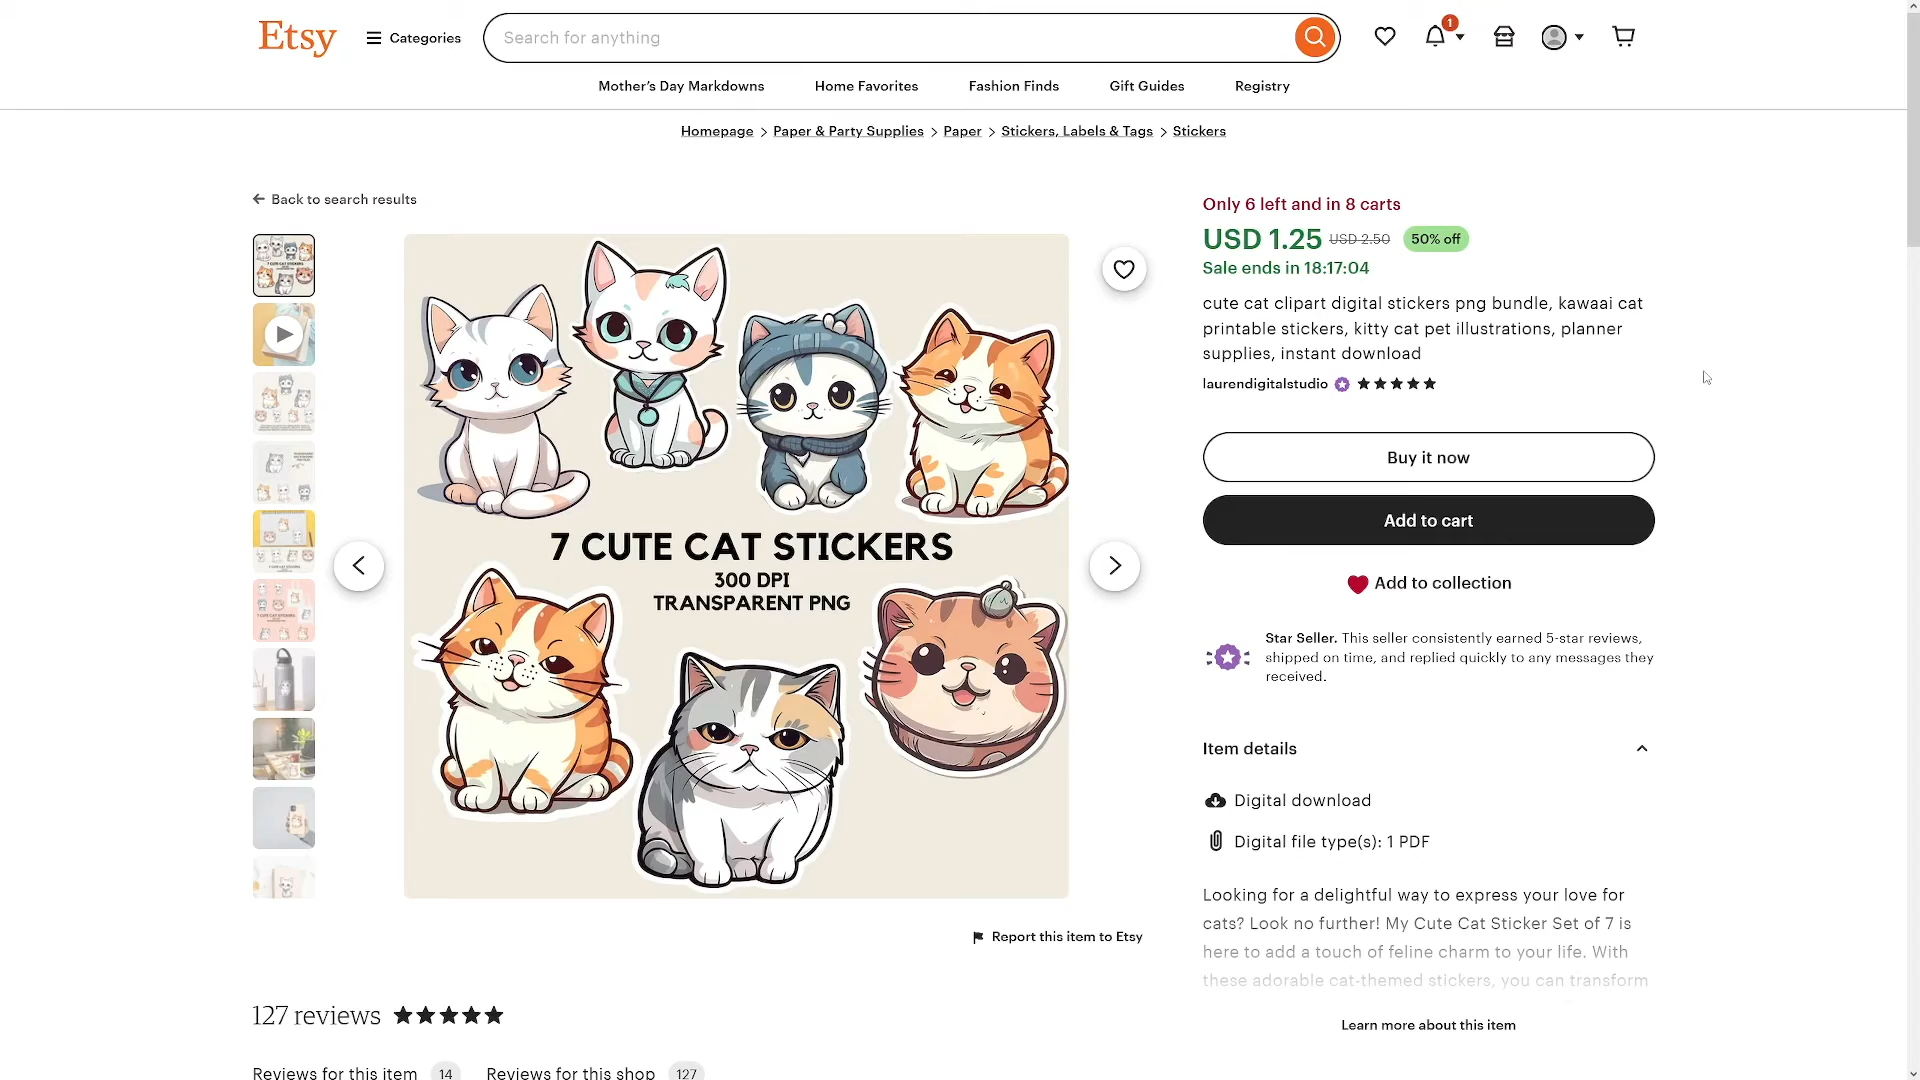 Etsy
Categories
Search for anything
1
Mother's Day Markdowns
Home Favorites
Fashion Finds
Gift Guides
Registry
Homepage > Paper & Party Supplies > Paper > Stickers, Labels & Tags > Stickers
Back to search results
7 CUTE CAT STICKERS
300 DPI
TRANSPARENT PNG
Report this item to Etsy
Only 6 left and in 8 carts
USD 1.25 USD 2.50 50% off
Sale ends in 18:17:04
cute cat clipart digital stickers png bundle, kawaai cat
printable stickers, kitty cat pet illustrations, planner
supplies, instant download
laurendigitalstudio
Buy it now
Add to cart
Add to collection
Star Seller. This seller consistently earned 5-star reviews,
shipped on time, and replied quickly to any messages they
received.
Item details
Digital download
Digital file type(s): 1 PDF
Looking for a delightful way to express your love for
cats? Look no further! My Cute Cat Sticker Set of 7 is
here to add a touch of feline charm to your life. With
these adorable cat-themed stickers, you can transform
Learn more about this item
127 reviews
Reviews for this item 14
Reviews for this shop 127